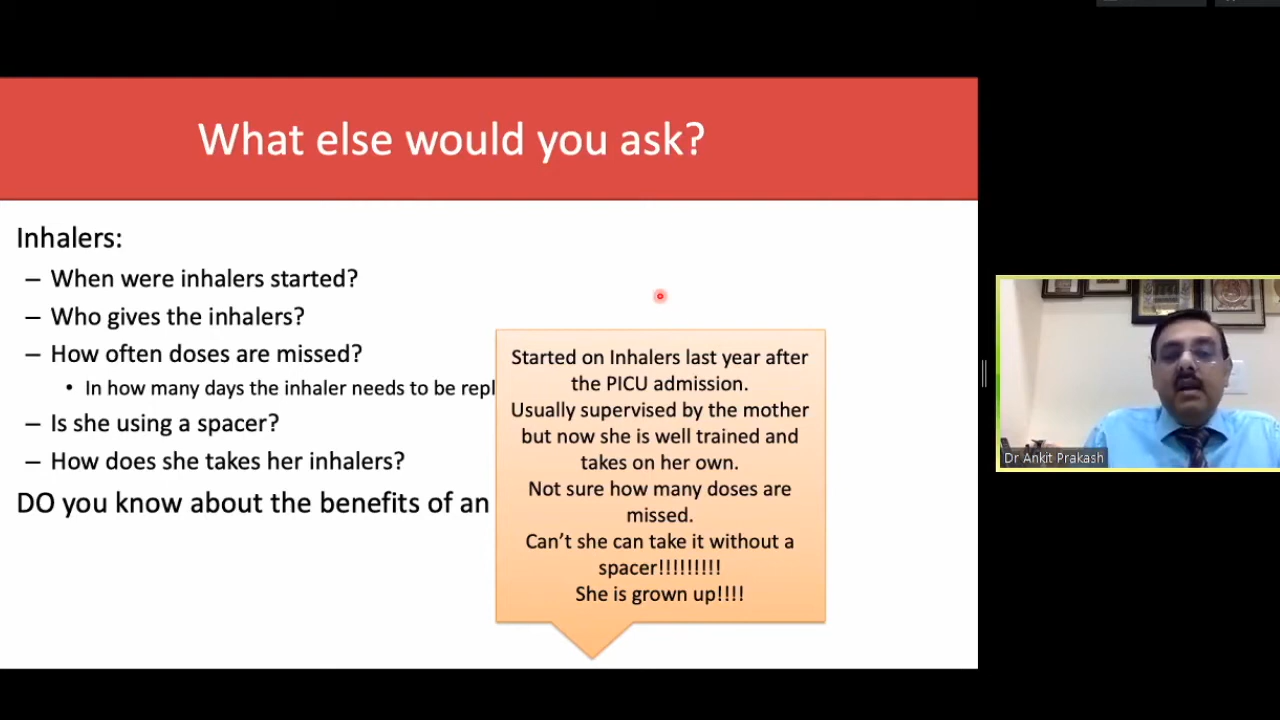 What else would you ask?
Inhalers:
– When were inhalers started?
– Who gives the inhalers?
– How often doses are missed?
• In how many days the inhaler needs to be
– Is she using a spacer?
– How does she takes her inhalers?
DO you know about the benefits of an
Started on Inhalers last year after
the PICU admission.
Usually supervised by the mother
but now she is well trained and
takes on her own.
Not sure how many doses are
missed.
Can’t she can take it without a
spacer!!!!!!!!!
She is grown up!!!!
Dr Ankit Prakash